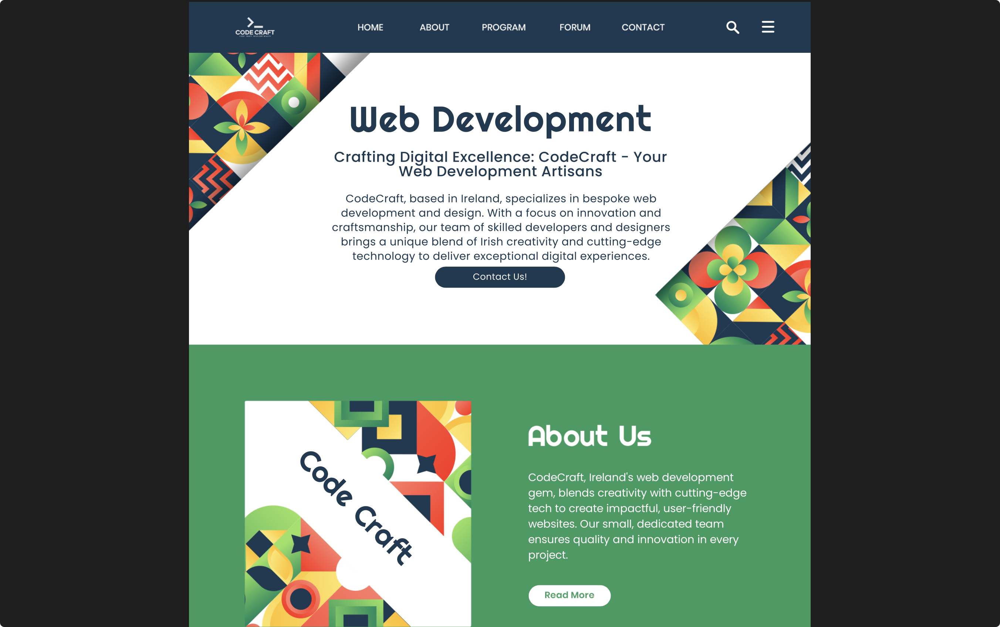 CODE CRAFT
CODE CRAFT. DEVELOP BEAUTY
HOME
ABOUT
PROGRAM
FORUM
CONTACT
Web Development
Crafting Digital Excellence: CodeCraft - Your
Web Development Artisans
CodeCraft, based in Ireland, specializes in bespoke web
development and design. With a focus on innovation and
craftsmanship, our team of skilled developers and designers
brings a unique blend of Irish creativity and cutting-edge
technology to deliver exceptional digital experiences.
Contact Us!
Code Craft
About Us
CodeCraft, Ireland's web development
gem, blends creativity with cutting-edge
tech to create impactful, user-friendly
websites. Our small, dedicated team
ensures quality and innovation in every
project.
Read More